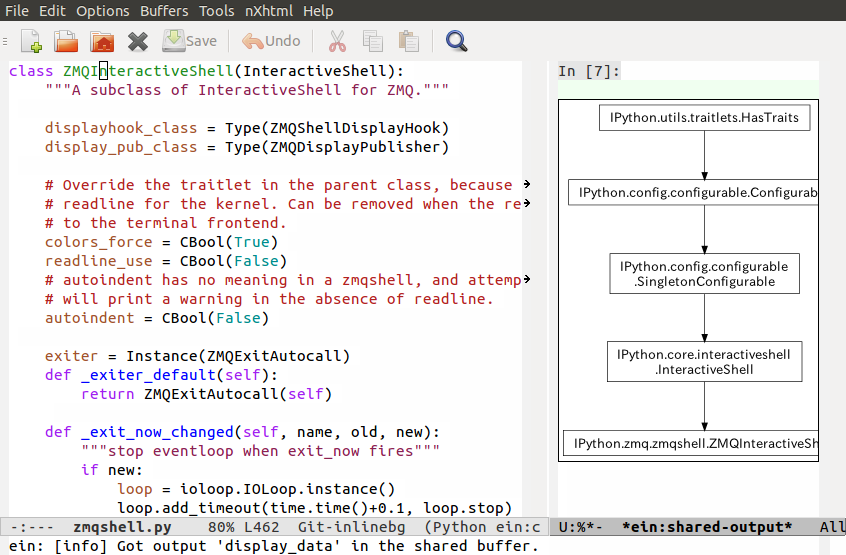 File Edit Options Buffers Tools nXhtml Help
Save Undo
class ZMQInteractiveShell(InteractiveShell):
    """A subclass of InteractiveShell for ZMQ."""
    displayhook_class = Type(ZMQShellDisplayHook)
    display_pub_class = Type(ZMQDisplayPublisher)
    # Override the traitlet in the parent class, because
    # readline for the kernel. Can be removed when the re
    # to the terminal frontend.
    colors_force = CBool(True)
    readline_use = CBool(False)
    # autoindent has no meaning in a zmqshell, and attemp
    # will print a warning in the absence of readline.
    autoindent = CBool(False)
    exiter = Instance(ZMQExitAutocall)
    def _exiter_default(self):
        return ZMQExitAutocall(self)
    def _exit_now_changed(self, name, old, new):
        """stop eventloop when exit_now fires"""
        if new:
            loop = ioloop.IOLoop.instance()
            loop.add_timeout(time.time()+0.1, loop.stop)
-:--- zmqshell.py 80% L462 Git-inlinebg (Python ein:c
In [7]:
IPython.utils.traitlets.HasTraits
IPython.config.configurable.Configurab
IPython.config.configurable
.SingletonConfigurable
IPython.core.interactiveshell
.InteractiveShell
IPython.zmq.zmqshell.ZMQInteractiveSh
U:%*- *ein:shared-output* All
ein: [info] Got output 'display_data' in the shared buffer.